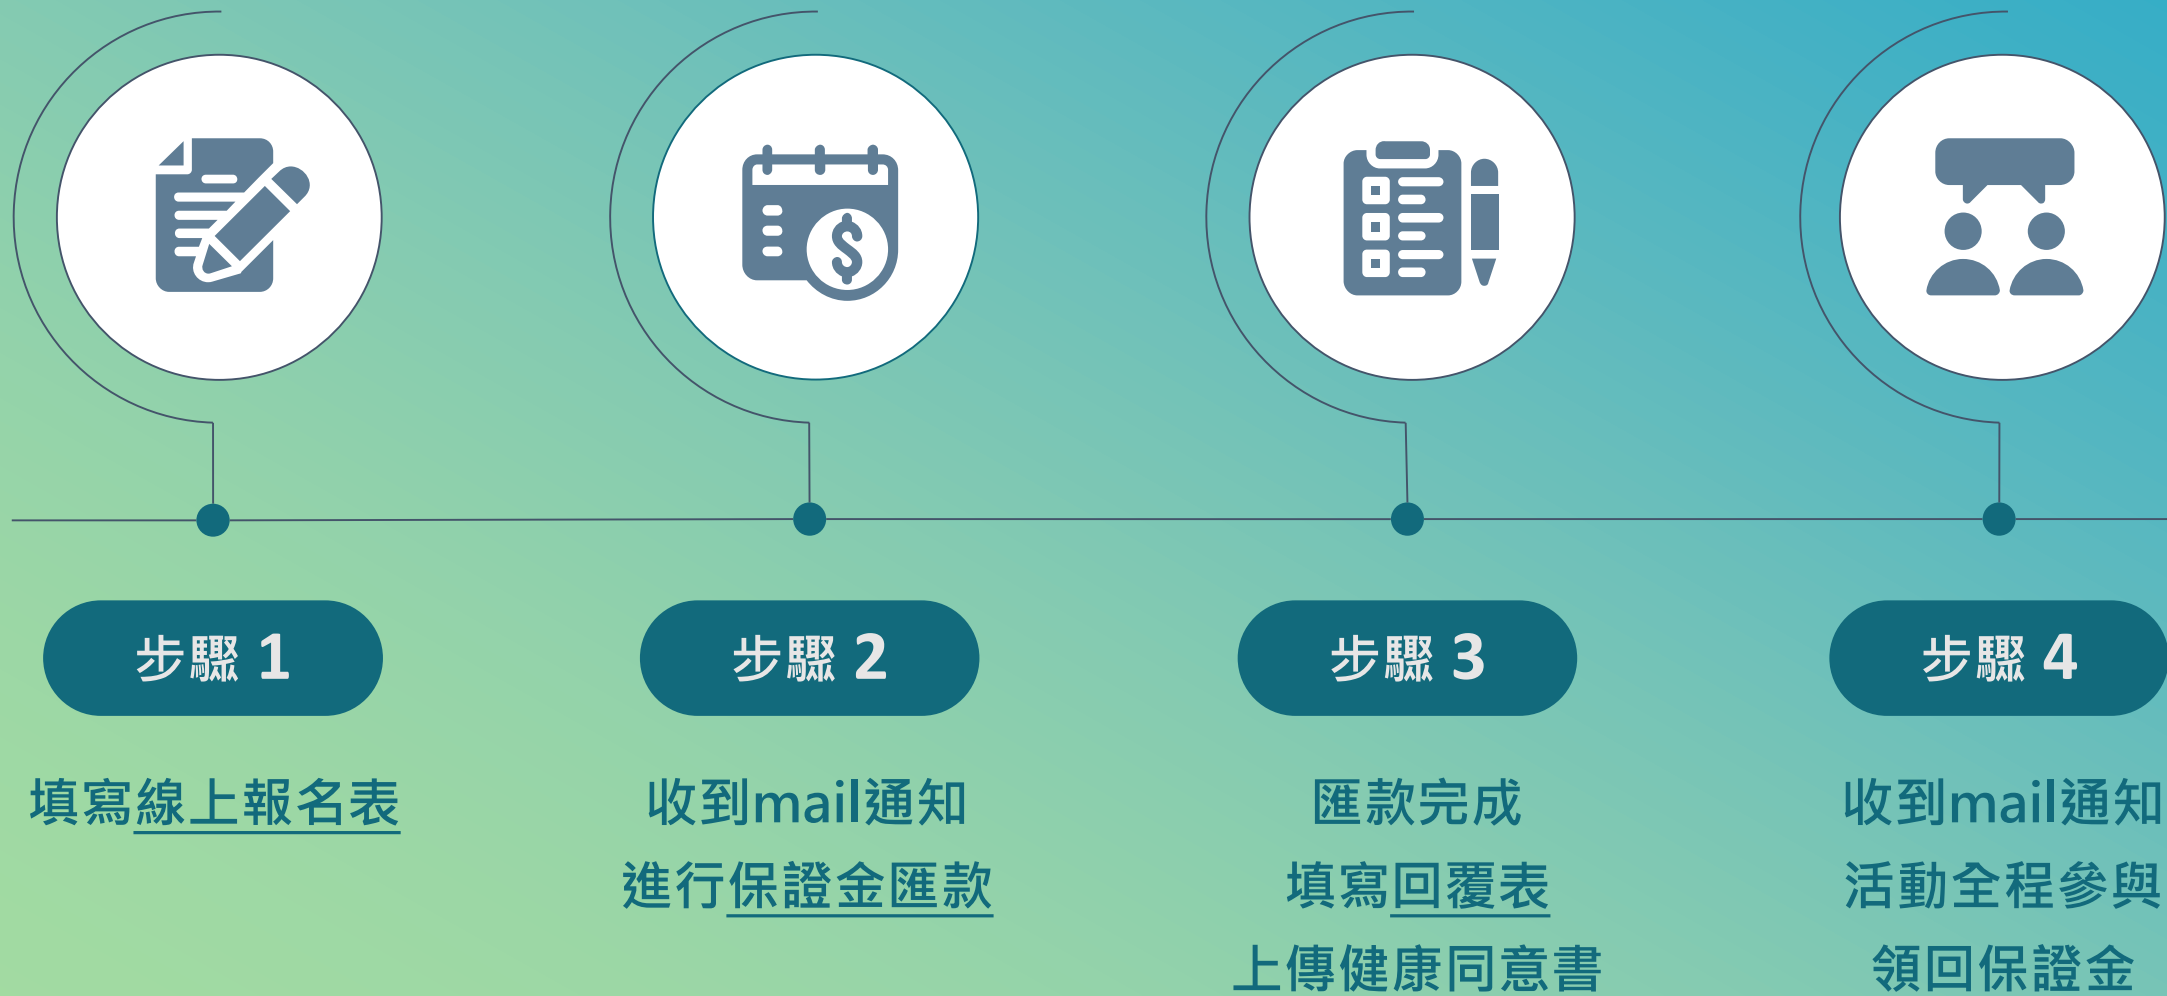 步驟 1
填寫線上報名表
步驟 2
收到mail通知
進行保證金匯款
步驟 3
匯款完成
填寫回覆表
上傳健康同意書
步驟 4
收到mail通知
活動全程參與
領回保證金